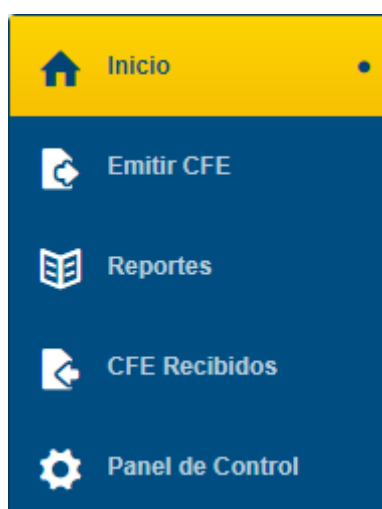 Inicio
Emitir CFE
Reportes
CFE Recibidos
Panel de Control